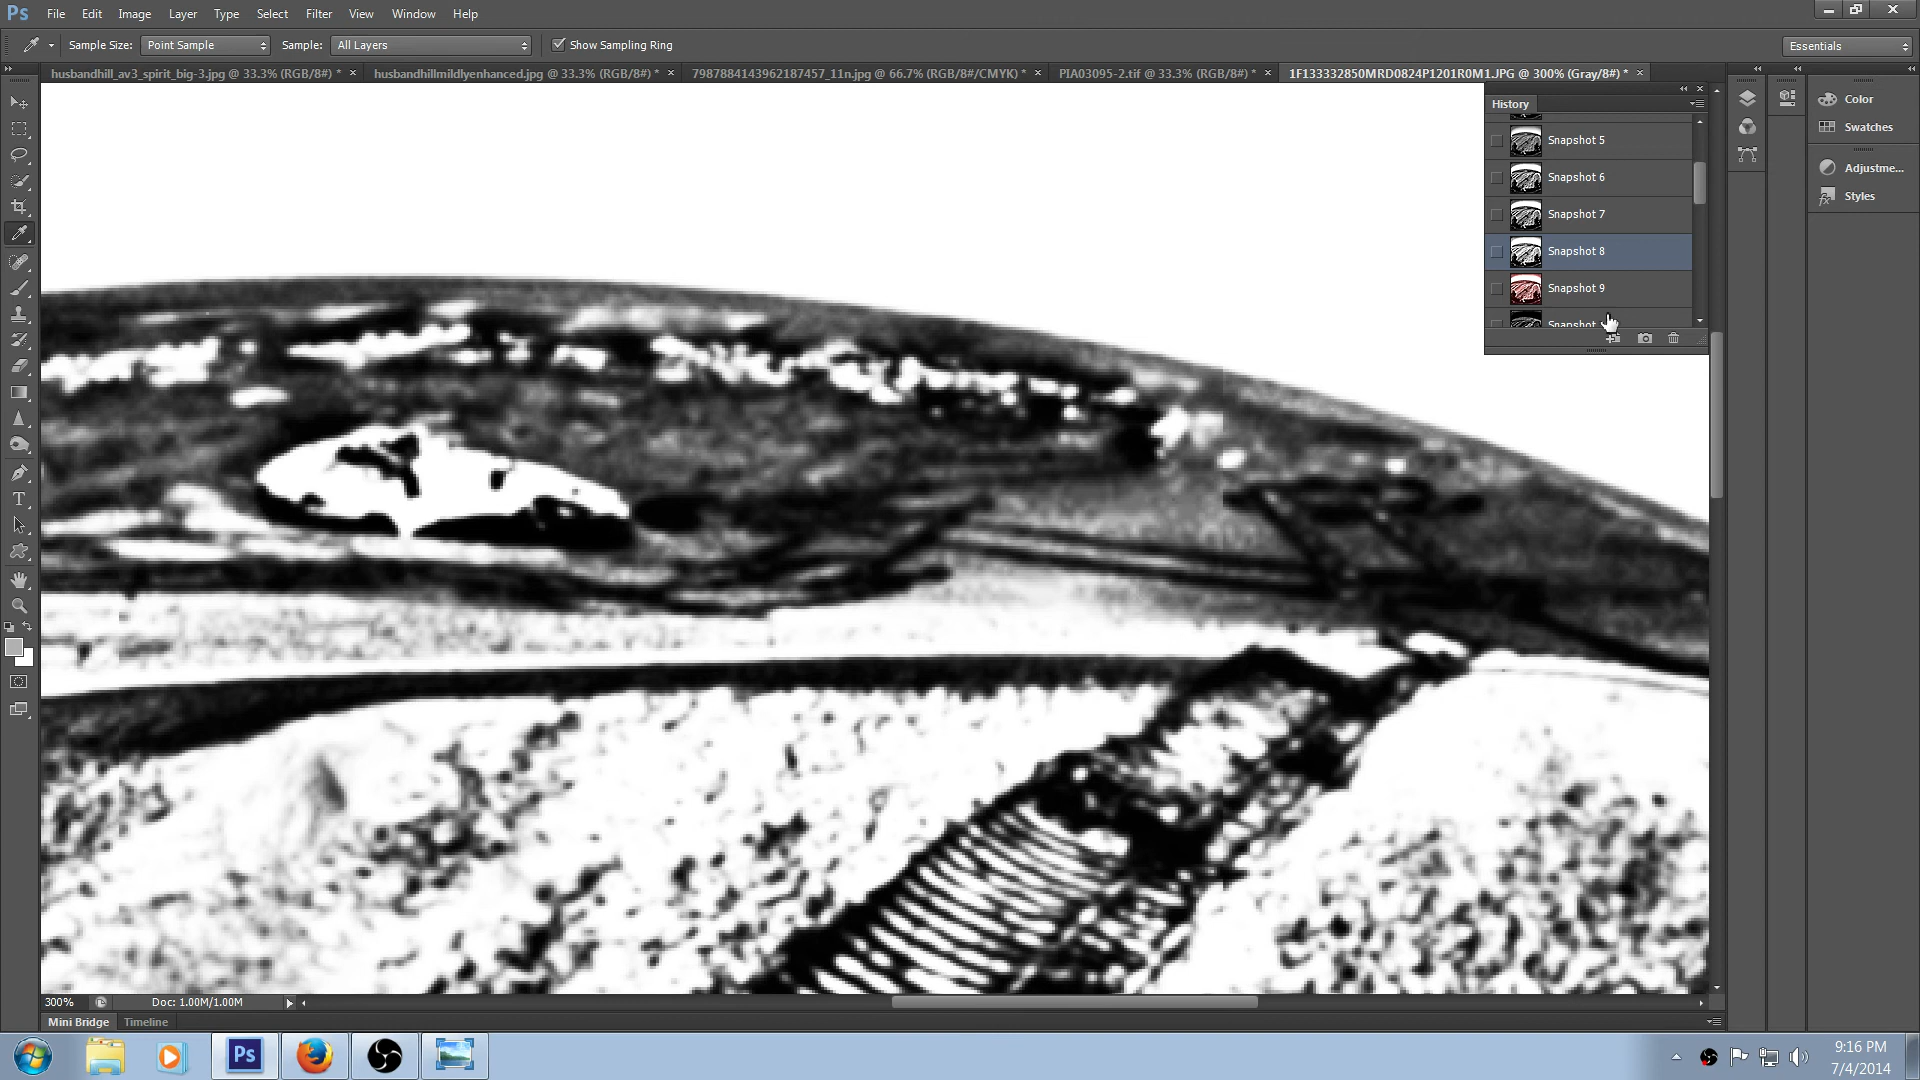 Ps File Edit Image Layer Type Select Filter View Window Help
Sample Size: Point Sample Sample: All Layers Show Sampling Ring Essentials
husbandhill_av3_spirit_big-3.jpg @ 33.3% (RGB/8#) * × husbandhillmildlyenhanced.jpg @ 33.3% (RGB/8#) * × 7987884143962187457_11n.jpg @ 66.7% (RGB/8#/CMYK) * × PIA03095-2.tif @ 33.3% (RGB/8#) * × 1F133332850MRD0824P1201R0M1.JPG @ 300% (Gray/8#) * ×
History
Snapshot 5
Snapshot 6
Snapshot 7
Snapshot 8
Snapshot 9
Snapshot
Color
Swatches
Adjustme...
Styles
300% Doc: 1.00M/1.00M
Mini Bridge Timeline
Ps
9:16 PM
7/4/2014